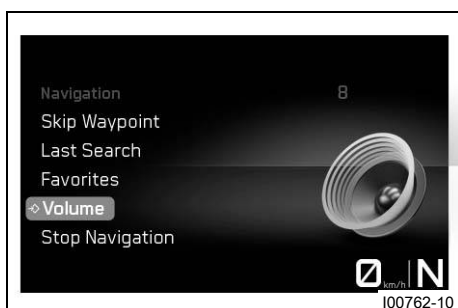 Navigation 8
Skip Waypoint
Last Search
Favorites
Volume
Stop Navigation
0 km/h N
I00762-10